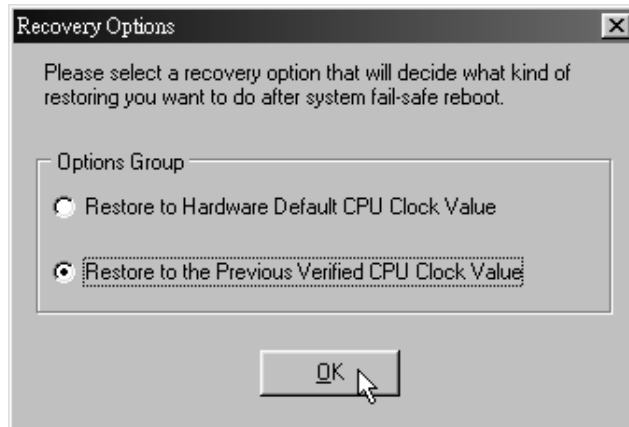 Recovery Options
Please select a recovery option that will decide what kind of
restoring you want to do after system fail-safe reboot.
Options Group
Restore to Hardware Default CPU Clock Value
Restore to the Previous Verified CPU Clock Value
OK